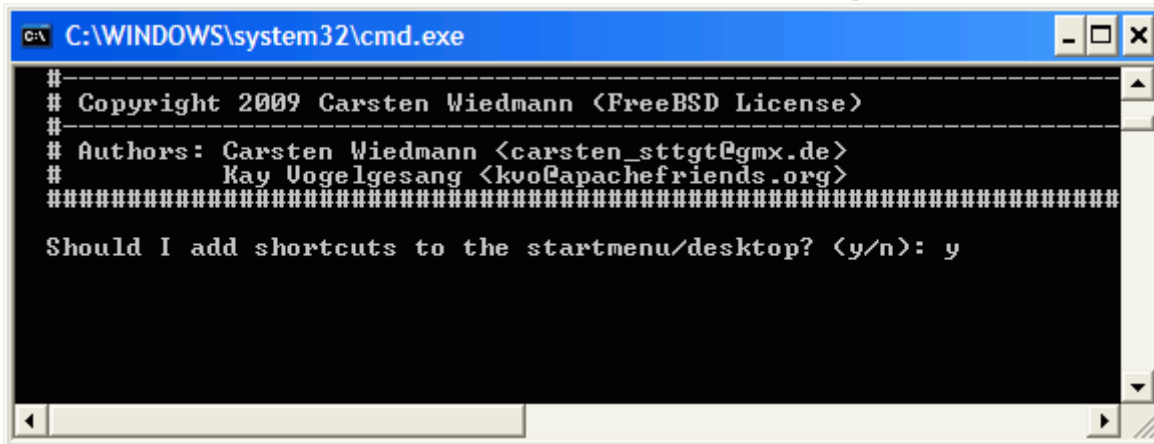 C:\WINDOWS\system32\cmd.exe
#------------------------------------------------------------------
# Copyright 2009 Carsten Wiedmann (FreeBSD License)
#------------------------------------------------------------------
# Authors: Carsten Wiedmann <carsten_sttgt@gmx.de>
#          Kay Vogelgesang <kvo@apachefriends.org>
###################################################################
Should I add shortcuts to the startmenu/desktop? (y/n): y